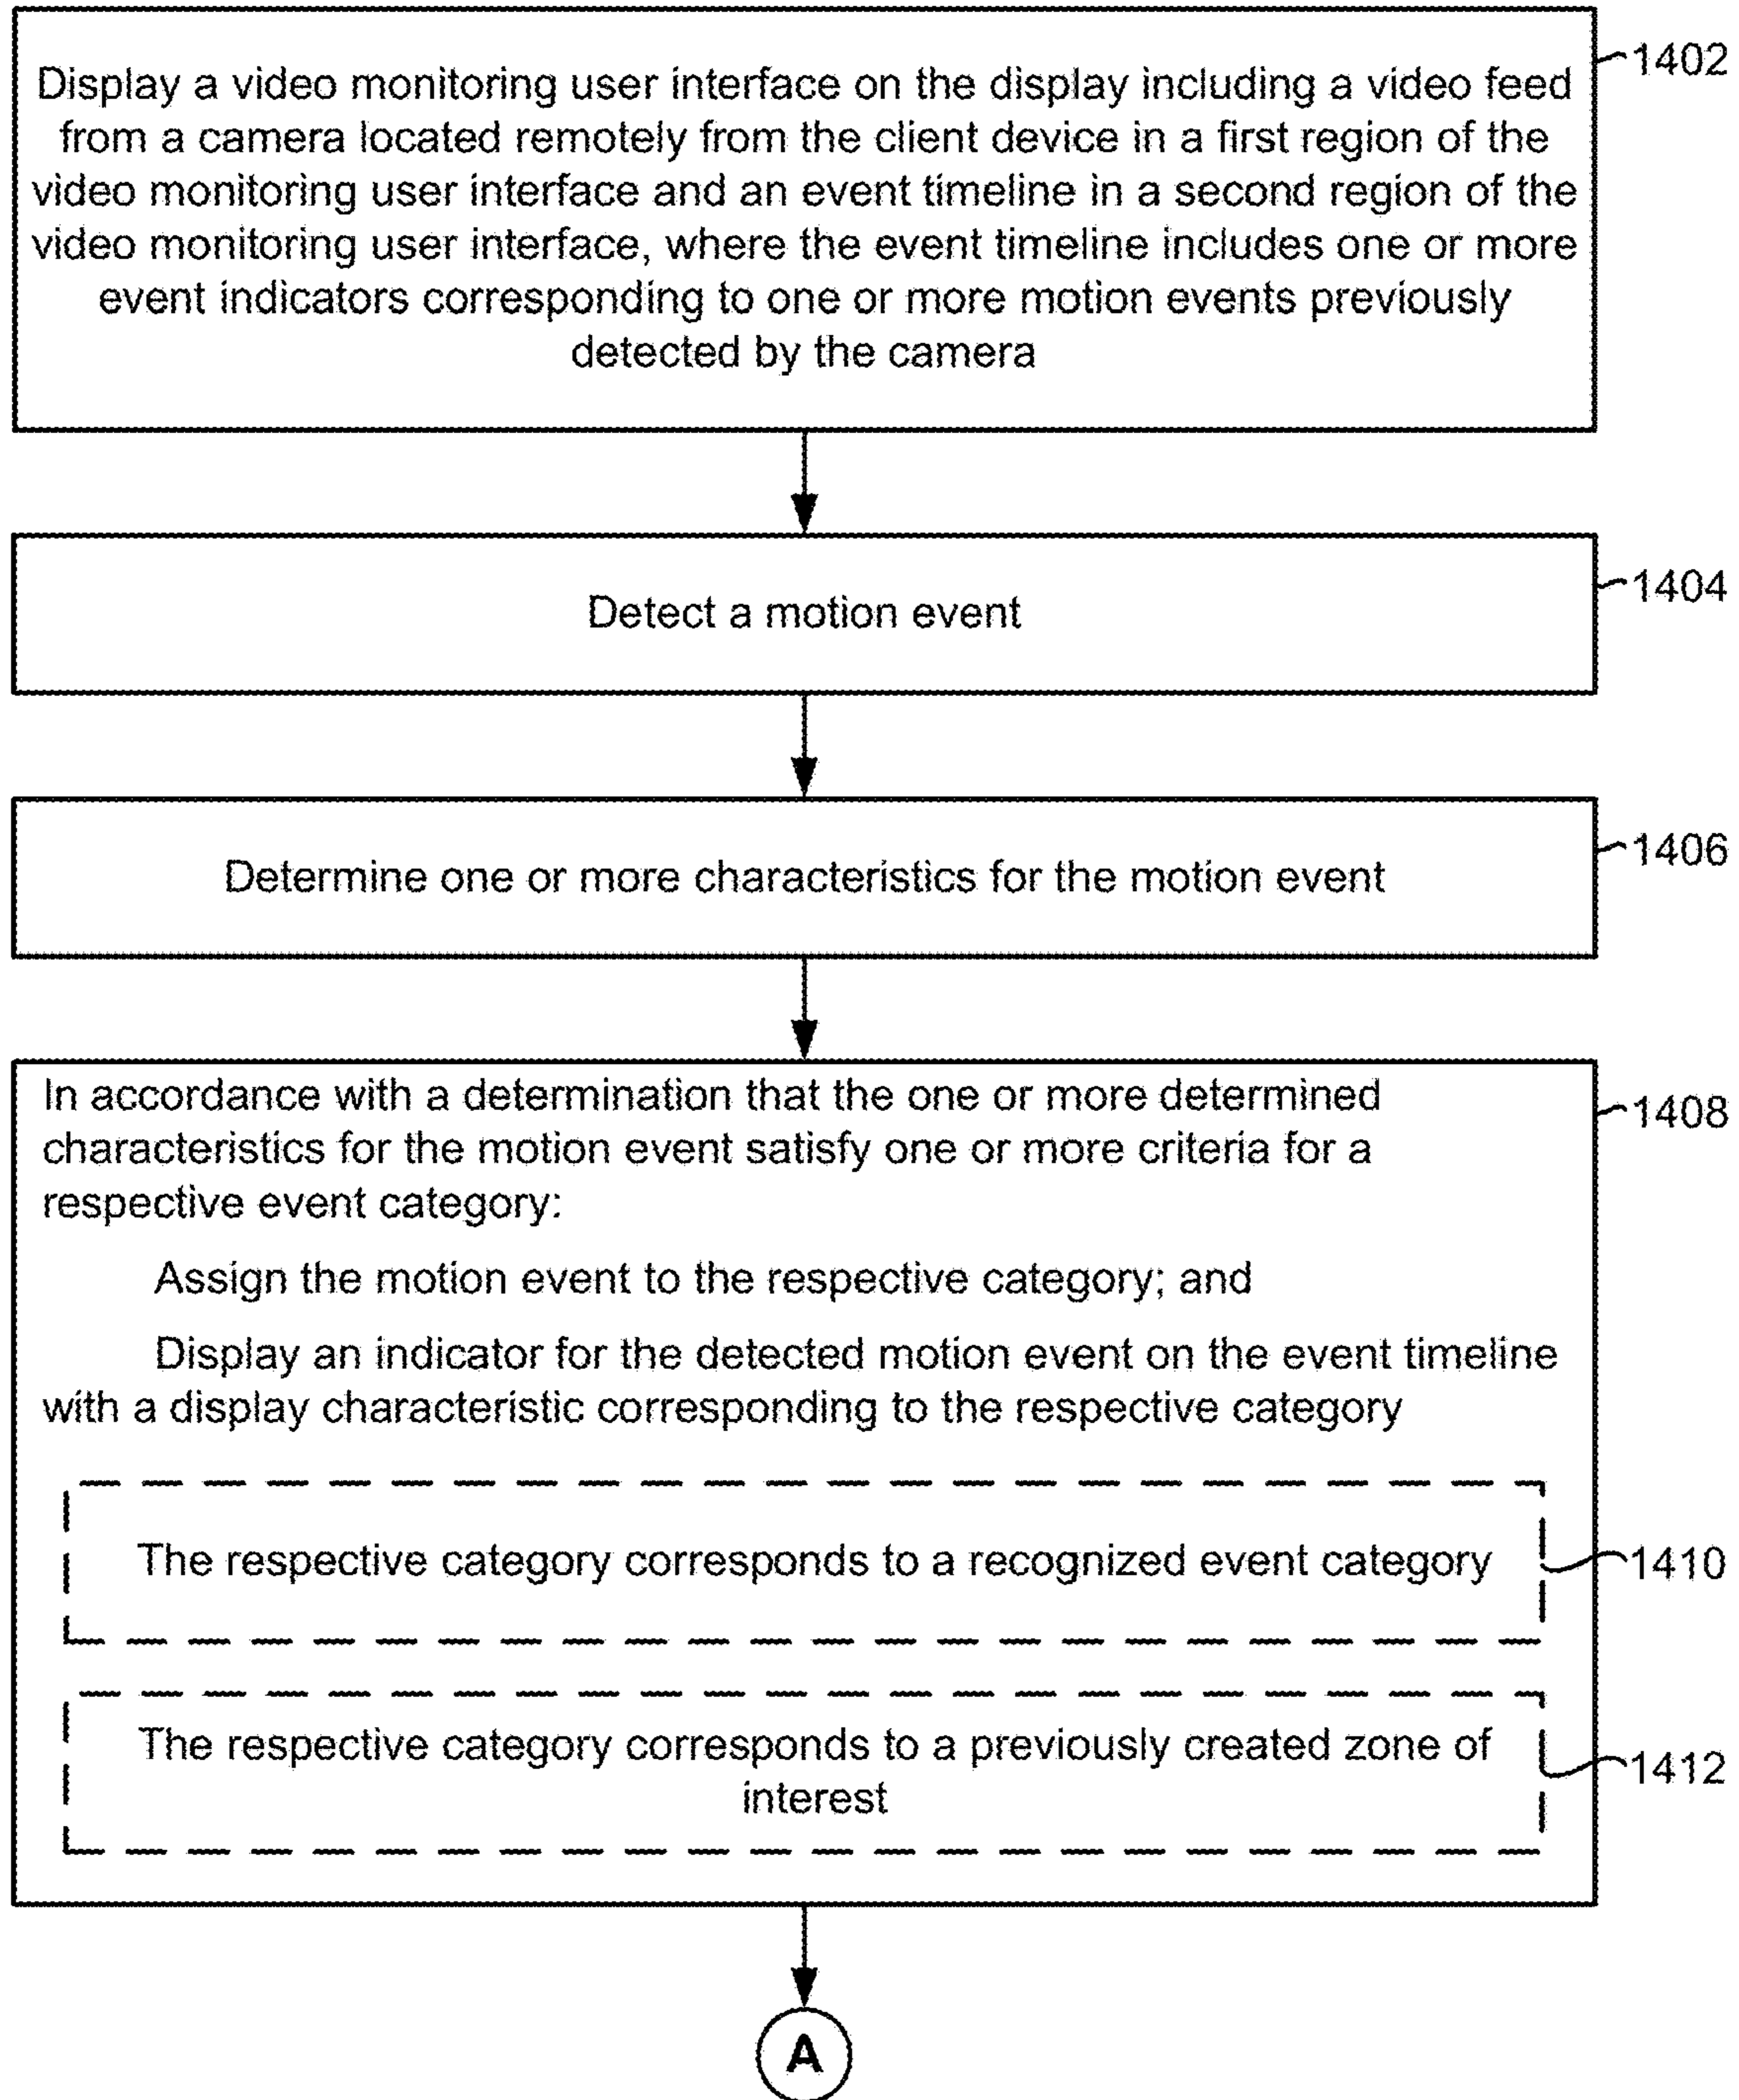 Display a video monitoring user interface on the display including a video feed
from a camera located remotely from the client device in a first region of the
video monitoring user interface and an event timeline in a second region of the
video monitoring user interface, where the event timeline includes one or more
event indicators corresponding to one or more motion events previously
detected by the camera
1402
Detect a motion event
1404
Determine one or more characteristics for the motion event
1406
In accordance with a determination that the one or more determined
characteristics for the motion event satisfy one or more criteria for a
respective event category:
Assign the motion event to the respective category; and
Display an indicator for the detected motion event on the event timeline
with a display characteristic corresponding to the respective category
1408
The respective category corresponds to a recognized event category
1410
The respective category corresponds to a previously created zone of
interest
1412
A